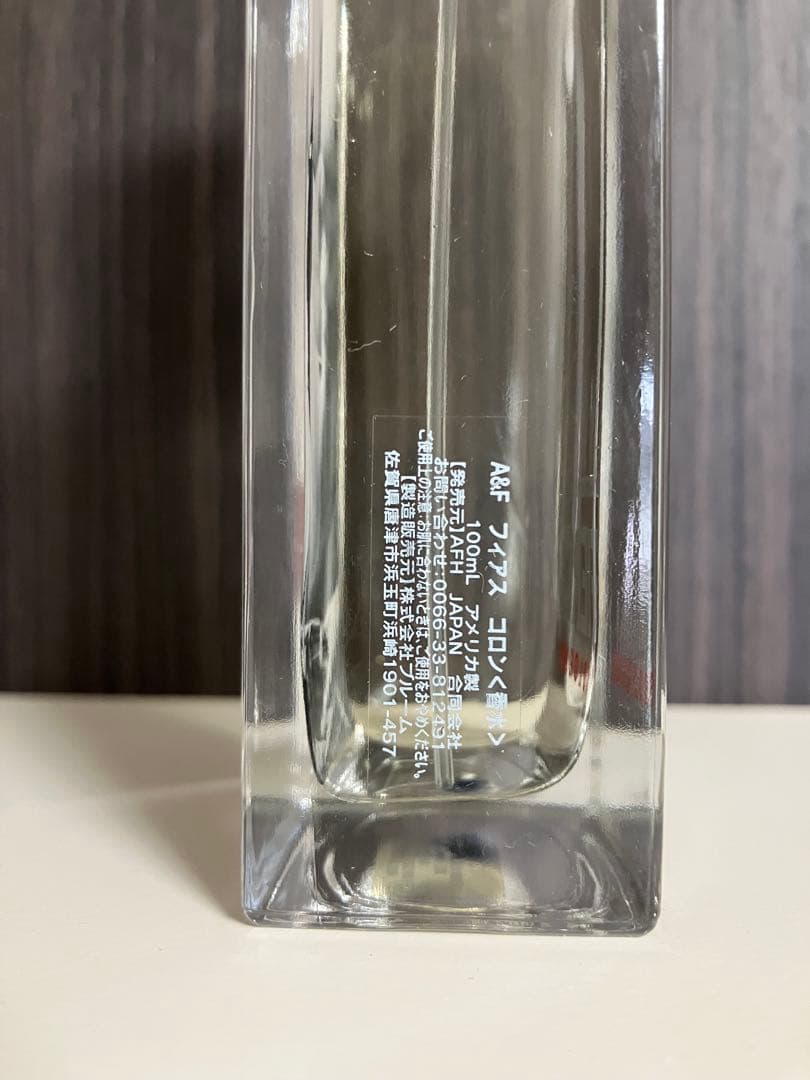 A&F フィアス コロン<香水>
100mL アメリカ製
【発売元】AFH JAPAN 合同会社
お問い合わせ:0066-33-812491
ご使用上の注意:お肌に合わないときは、ご使用をおやめください。
【製造販売元】株式会社ブルーム
佐賀県唐津市浜玉町浜崎1901-457